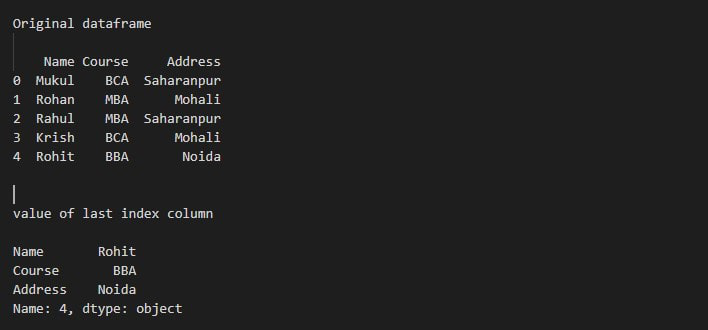 Original dataframe
    Name Course     Address
0  Mukul    BCA  Saharanpur
1  Rohan    MBA      Mohali
2  Rahul    MBA  Saharanpur
3  Krish    BCA      Mohali
4  Rohit    BBA       Noida
value of last index column
Name       Rohit
Course       BBA
Address    Noida
Name: 4, dtype: object